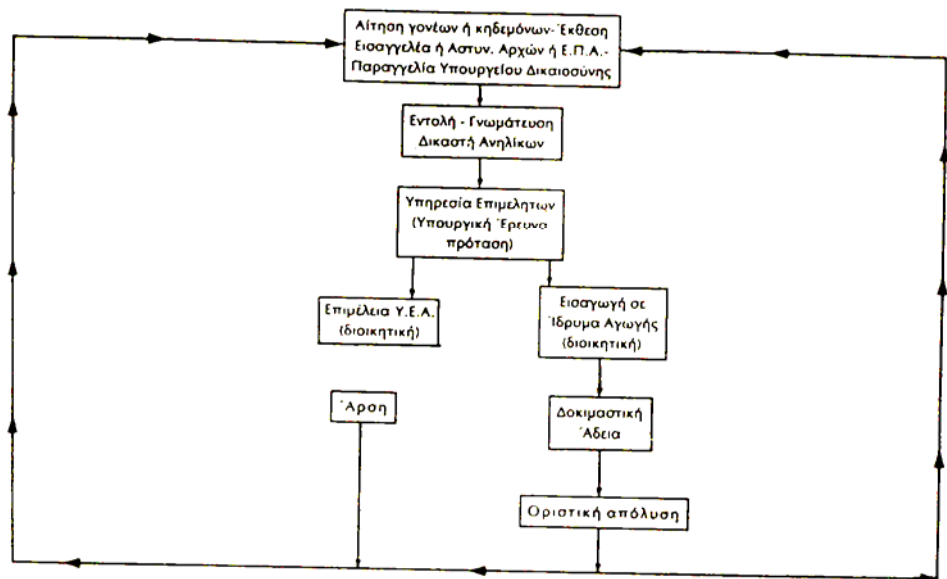 Αίτηση γονέων ή κηδεμόνων-Έκθεση
Εισαγγελέα ή Αστυν. Αρχών ή Ε.Π.Α.-
Παραγγελία Υπουργείου Δικαιοσύνης
Εντολή - Γνωμάτευση
Δικαστή Ανηλίκων
Υπηρεσία Επιμελητων
(Υπουργική Έρευνα
πρόταση)
Επιμέλεια Υ.Ε.Α.
(διοικητική)
Εισαγωγή σε
Ίδρυμα Αγωγής
(διοικητική)
Άρση
Δοκιμαστική
Άδεια
Οριστική απόλυση